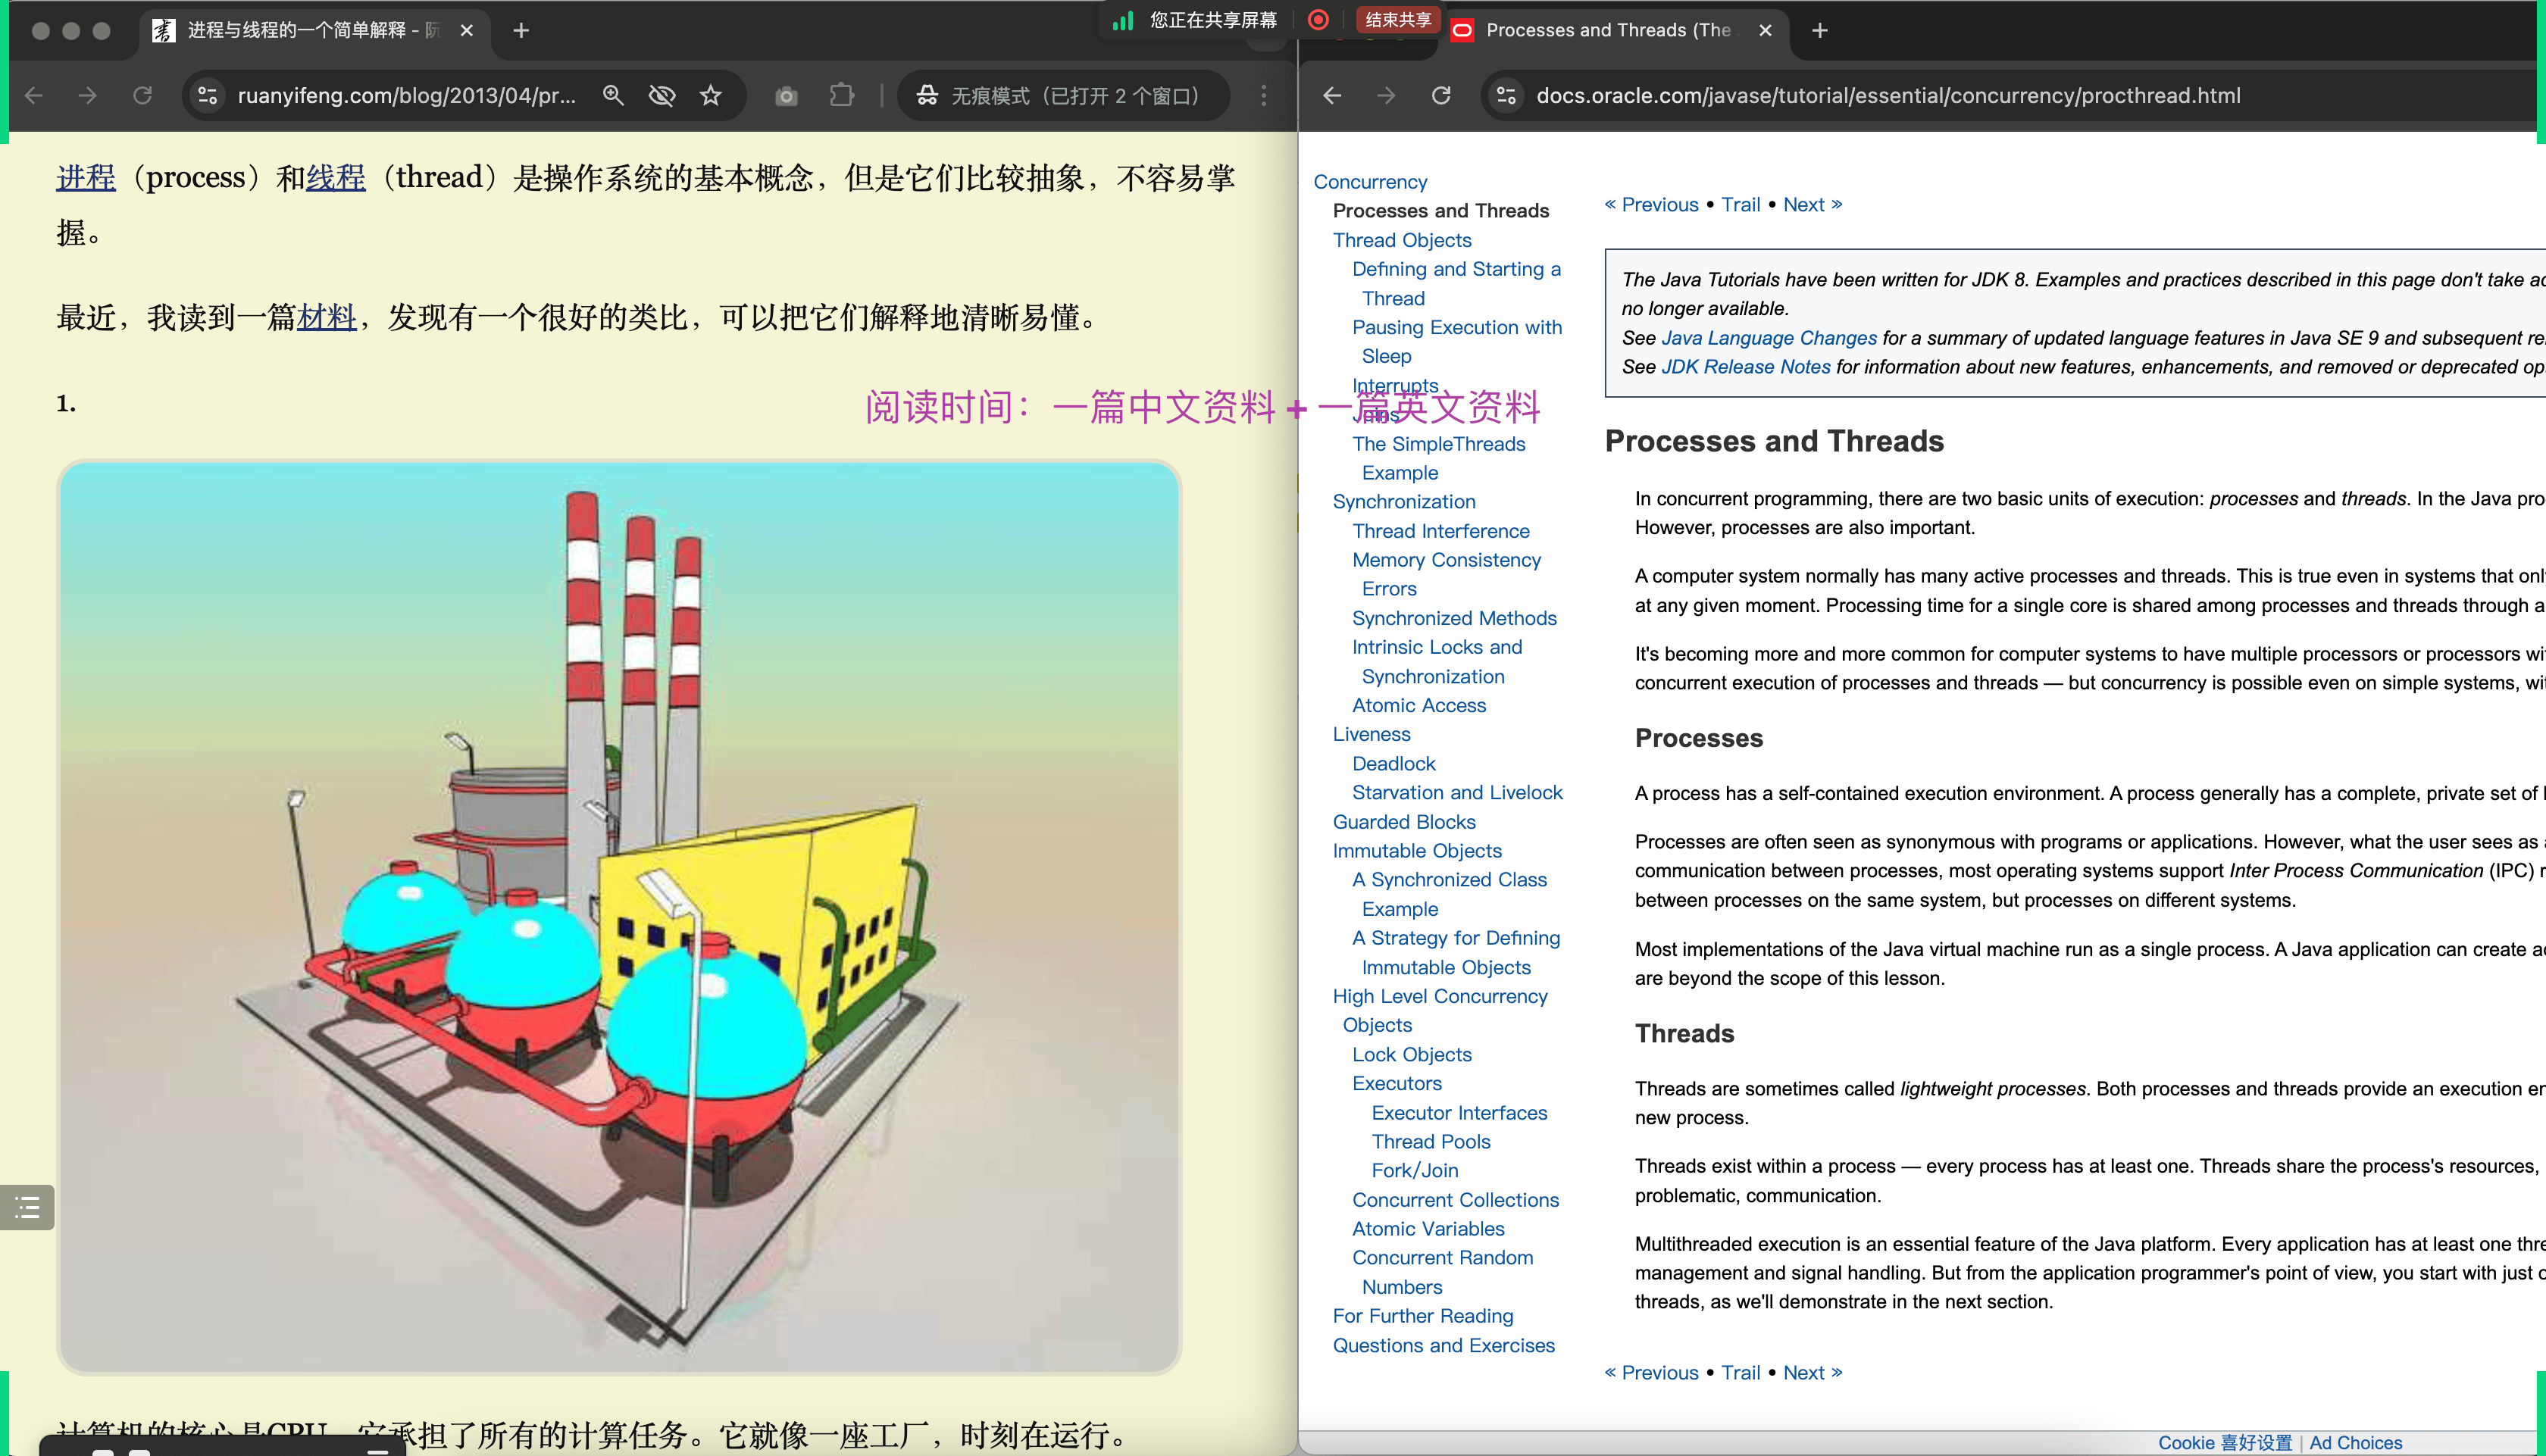 进程与线程的一个简单解释 - 阮
您正在共享屏幕
结束共享
Processes and Threads (The
ruanyifeng.com/blog/2013/04/pr...
无痕模式（已打开 2 个窗口）
docs.oracle.com/javase/tutorial/essential/concurrency/procthread.html
进程（process）和线程（thread）是操作系统的基本概念，但是它们比较抽象，不容易掌
握。
最近，我读到一篇材料，发现有一个很好的类比，可以把它们解释地清晰易懂。
1.
阅读时间：一篇中文资料 + 一篇英文资料
计算机的核心是CPU，它承担了所有的计算任务。它就像一座工厂，时刻在运行。
Concurrency
Processes and Threads
Thread Objects
Defining and Starting a
Thread
Pausing Execution with
Sleep
Interrupts
Joins
The SimpleThreads
Example
Synchronization
Thread Interference
Memory Consistency
Errors
Synchronized Methods
Intrinsic Locks and
Synchronization
Atomic Access
Liveness
Deadlock
Starvation and Livelock
Guarded Blocks
Immutable Objects
A Synchronized Class
Example
A Strategy for Defining
Immutable Objects
High Level Concurrency
Objects
Lock Objects
Executors
Executor Interfaces
Thread Pools
Fork/Join
Concurrent Collections
Atomic Variables
Concurrent Random
Numbers
For Further Reading
Questions and Exercises
« Previous • Trail • Next »
The Java Tutorials have been written for JDK 8. Examples and practices described in this page don't take
no longer available.
See Java Language Changes for a summary of updated language features in Java SE 9 and subsequent
See JDK Release Notes for information about new features, enhancements, and removed or deprecated
Processes and Threads
In concurrent programming, there are two basic units of execution: processes and threads. In the Java
However, processes are also important.
A computer system normally has many active processes and threads. This is true even in systems that
at any given moment. Processing time for a single core is shared among processes and threads through
It's becoming more and more common for computer systems to have multiple processors or processors
concurrent execution of processes and threads — but concurrency is possible even on simple systems,
Processes
A process has a self-contained execution environment. A process generally has a complete, private set of
Processes are often seen as synonymous with programs or applications. However, what the user sees as
communication between processes, most operating systems support Inter Process Communication (IPC)
between processes on the same system, but processes on different systems.
Most implementations of the Java virtual machine run as a single process. A Java application can create
are beyond the scope of this lesson.
Threads
Threads are sometimes called lightweight processes. Both processes and threads provide an execution
new process.
Threads exist within a process — every process has at least one. Threads share the process's resources,
problematic, communication.
Multithreaded execution is an essential feature of the Java platform. Every application has at least one
management and signal handling. But from the application programmer's point of view, you start with just
threads, as we'll demonstrate in the next section.
« Previous • Trail • Next »
Cookie 喜好设置 | Ad Choices